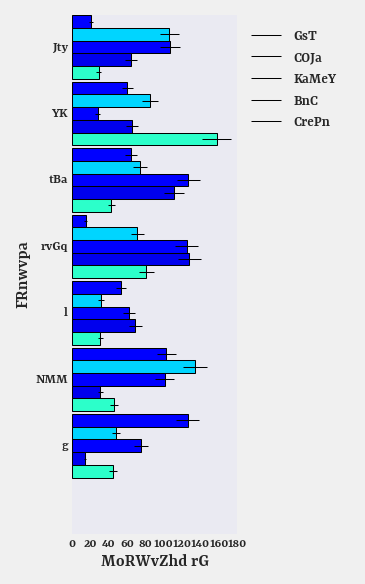 GsT
COJa
KaMeY
BnC
CrePn
Jty
YK
tBa
rvGq
l
NMM
g
FRnwvpa
0 20 40 60 80 100 120 140 160 180
MoRWvZhd rG